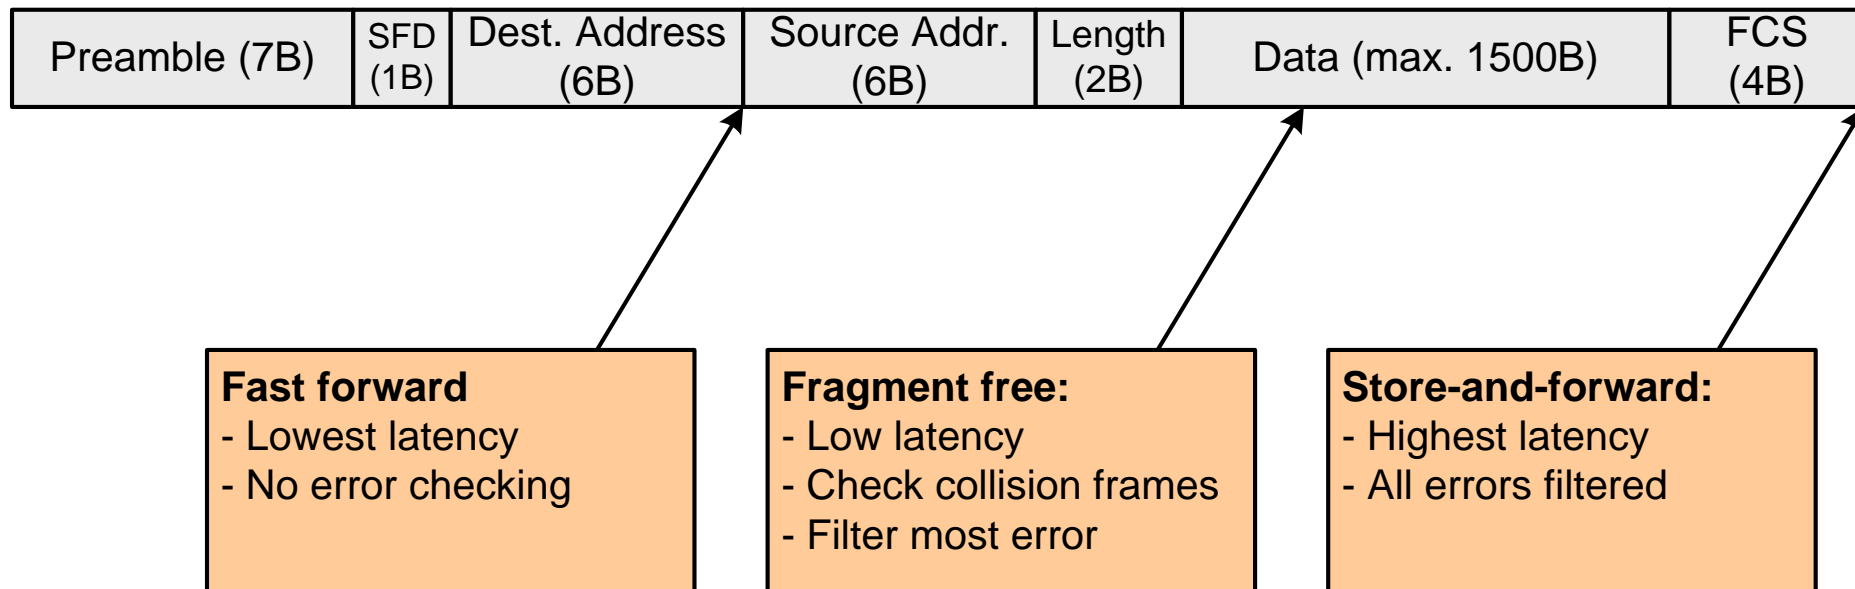 Preamble (7B)
SFD
(1B)
Dest. Address
(6B)
Source Addr.
(6B)
Length
(2B)
Data (max. 1500B)
FCS
(4B)
Fast forward
- Lowest latency
- No error checking
Fragment free:
- Low latency
- Check collision frames
- Filter most error
Store-and-forward:
- Highest latency
- All errors filtered